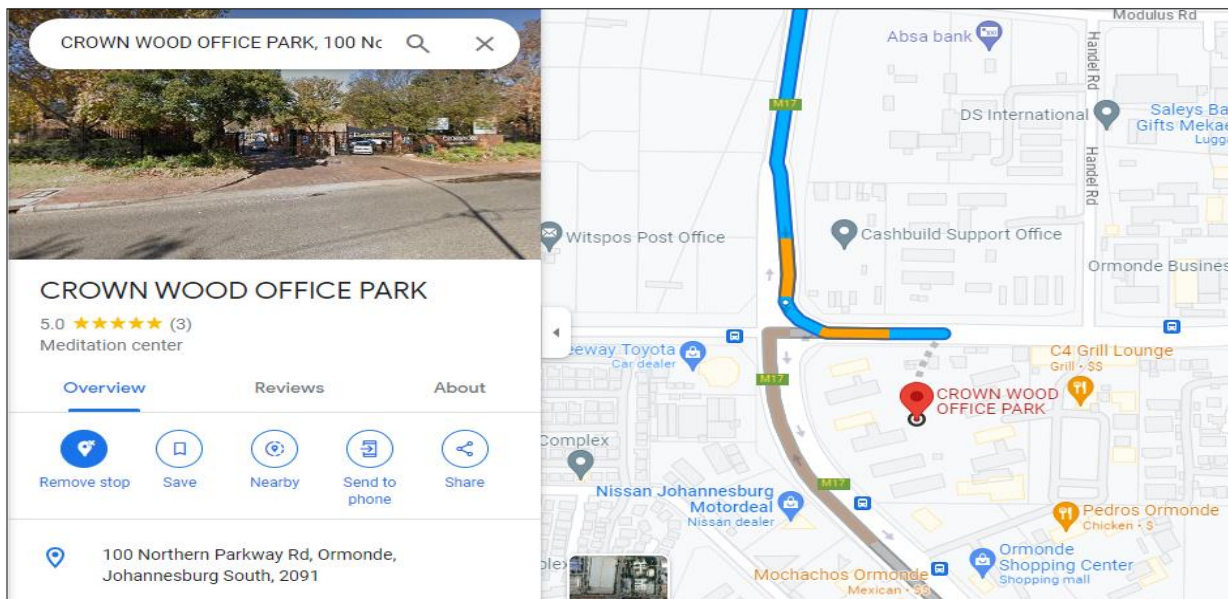 CROWN WOOD OFFICE PARK, 100 No
CROWN WOOD OFFICE PARK
5.0 ★★★★★ (3)
Meditation center
Overview
Reviews
About
Remove stop
Save
Nearby
Send to
phone
Share
100 Northern Parkway Rd, Ormonde,
Johannesburg South, 2091
Modulus Rd
Absa bank
Handel Rd
M17
DS International
Saleys Ba
Gifts Mekae
Lugga
Handel Rd
Witspos Post Office
Cashbuild Support Office
Ormonde Business
eeway Toyota
Car dealer
C4 Grill Lounge
Grill • $$
M17
CROWN WOOD
OFFICE PARK
Complex
M17
Nissan Johannesburg
Motordeal
Nissan dealer
Pedros Ormonde
Chicken • $
Ormonde
Shopping Center
Shopping mall
plex
Mochachos Ormonde
Mexican • $$